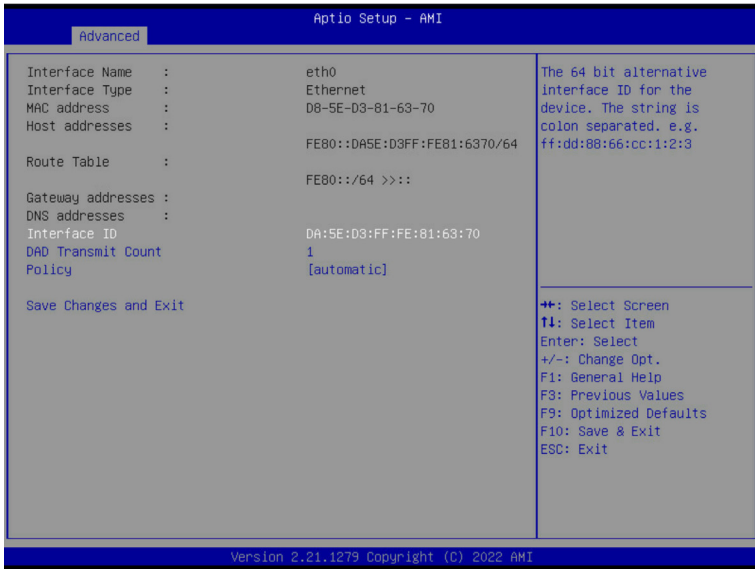 Aptio Setup – AMI
Advanced
Interface Name : eth0
Interface Type : Ethernet
MAC address : D8-5E-D3-81-63-70
Host addresses :
FE80::DA5E:D3FF:FE81:6370/64
Route Table :
FE80::/64 >>::
Gateway addresses :
DNS addresses :
Interface ID DA:5E:D3:FF:FE:81:63:70
DAD Transmit Count 1
Policy [automatic]
Save Changes and Exit
The 64 bit alternative
interface ID for the
device. The string is
colon separated. e.g.
ff:dd:88:66:cc:1:2:3
→←: Select Screen
↑↓: Select Item
Enter: Select
+/-: Change Opt.
F1: General Help
F3: Previous Values
F9: Optimized Defaults
F10: Save & Exit
ESC: Exit
Version 2.21.1279 Copyright (C) 2022 AMI